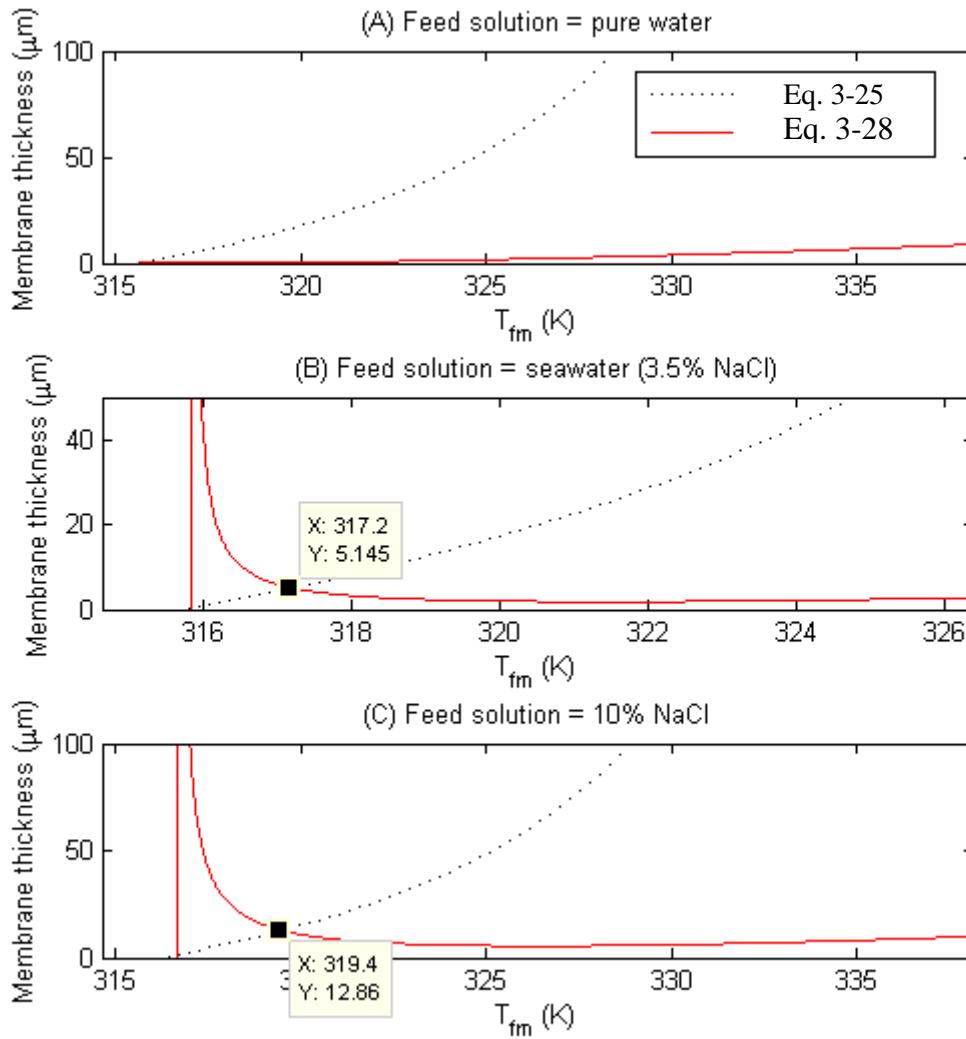 (A) Feed solution = pure water
Membrane thickness (μm)
100
50
0
Eq. 3-25
Eq. 3-28
315 320 325 330 335
Tfm (K)
(B) Feed solution = seawater (3.5% NaCl)
Membrane thickness (μm)
40
20
0
X: 317.2
Y: 5.145
316 318 320 322 324 326
Tfm (K)
(C) Feed solution = 10% NaCl
Membrane thickness (μm)
100
50
0
X: 319.4
Y: 12.86
315 325 330 335
Tfm (K)